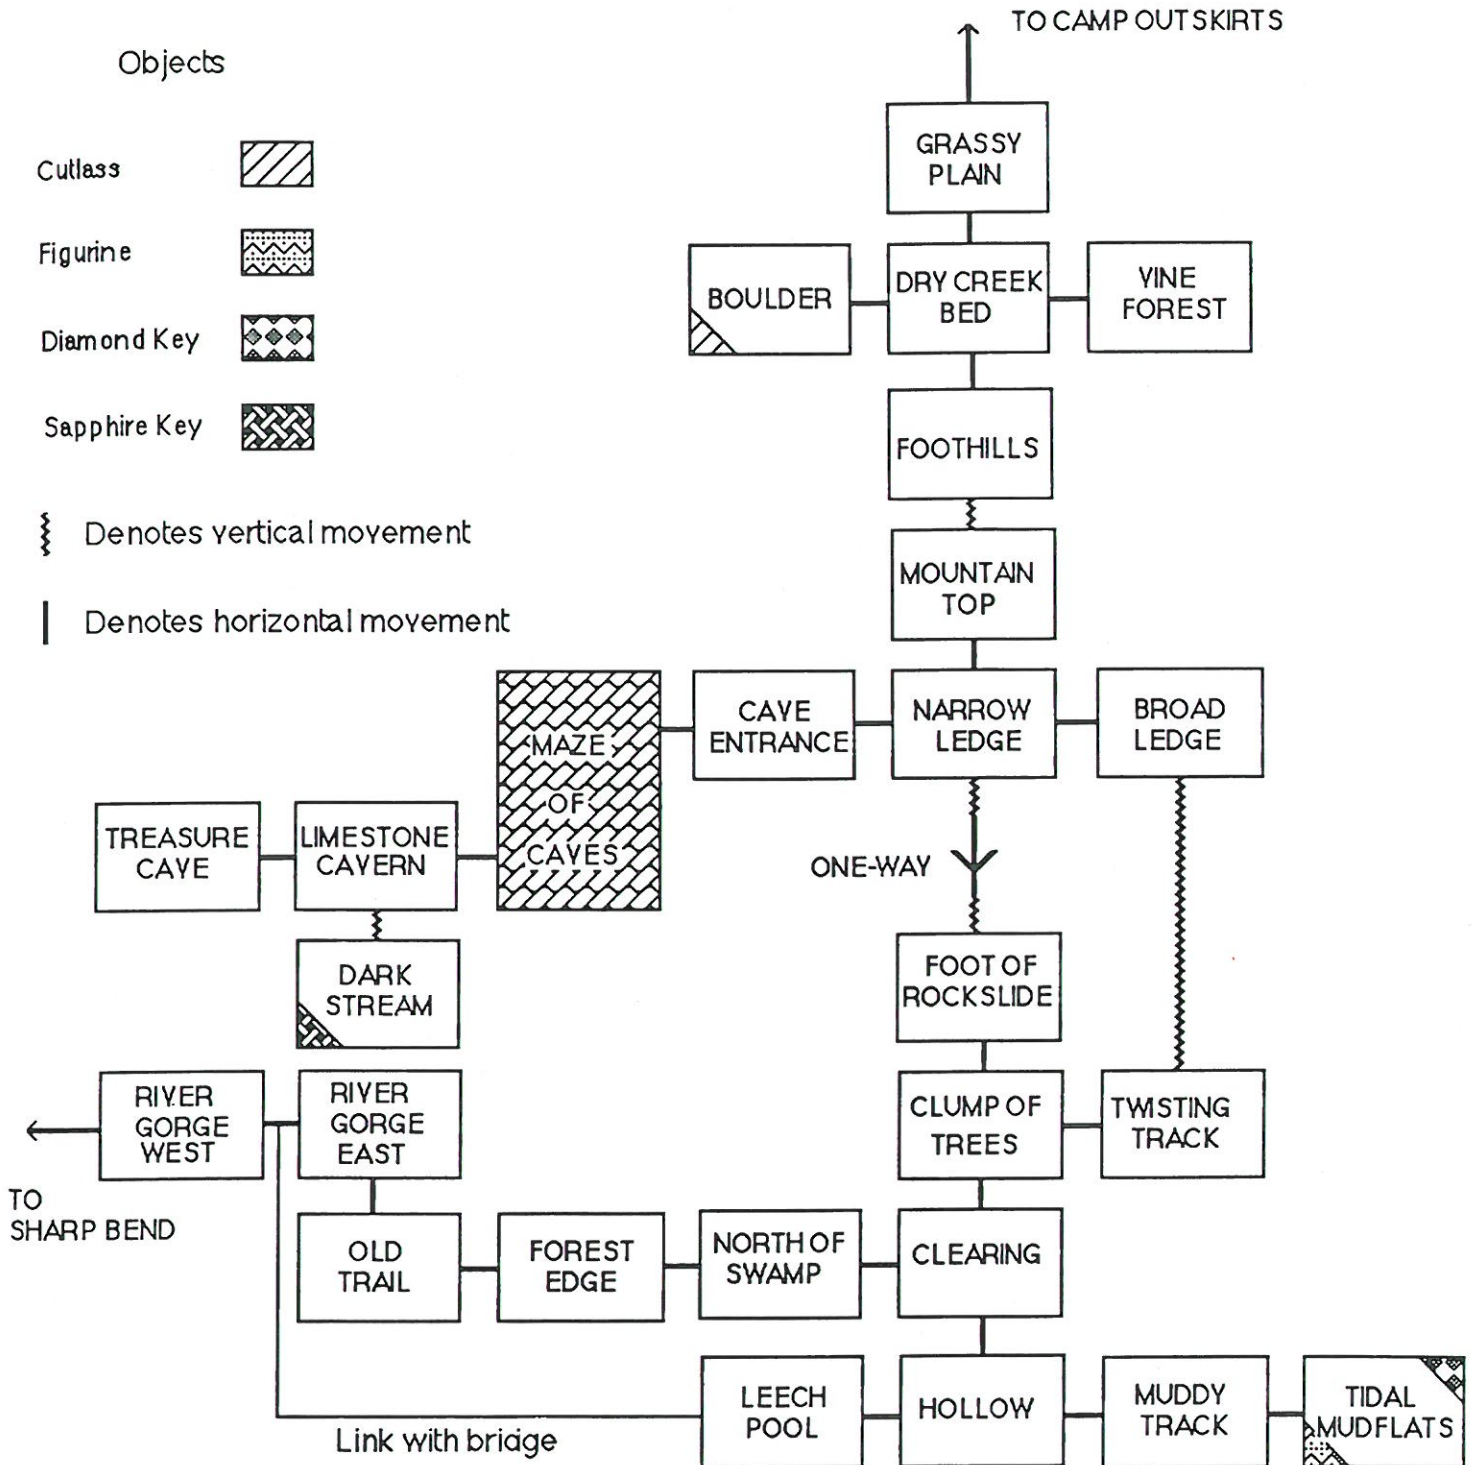 TO CAMP OUTSKIRTS
Objects
Cutlass
Figurine
Diamond Key
Sapphire Key
Denotes vertical movement
Denotes horizontal movement
GRASSY
PLAIN
BOULDER
DRY CREEK
BED
VINE
FOREST
FOOTHILLS
MOUNTAIN
TOP
MAZE
OF
CAVES
CAVE
ENTRANCE
NARROW
LEDGE
BROAD
LEDGE
TREASURE
CAVE
LIMESTONE
CAVERN
ONE-WAY
DARK
STREAM
FOOT OF
ROCKSLIDE
RIVER
GORGE
WEST
RIVER
GORGE
EAST
CLUMP OF
TREES
TWISTING
TRACK
TO
SHARP BEND
OLD
TRAIL
FOREST
EDGE
NORTH OF
SWAMP
CLEARING
Link with bridge
LEECH
POOL
HOLLOW
MUDDY
TRACK
TIDAL
MUDFLATS